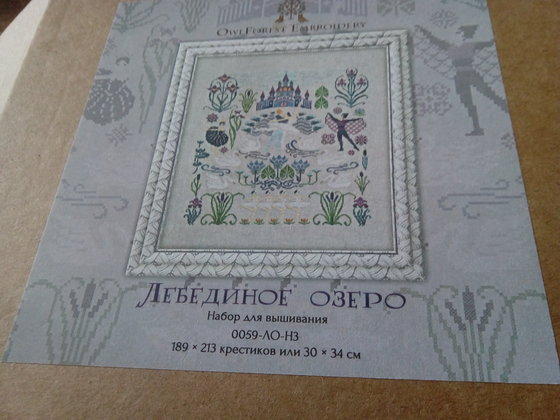 OwlForest Embroidery
Лебединое озеро
Набор для вышивания
0059-ЛО-НЗ
189 × 213 крестиков или 30 × 34 см